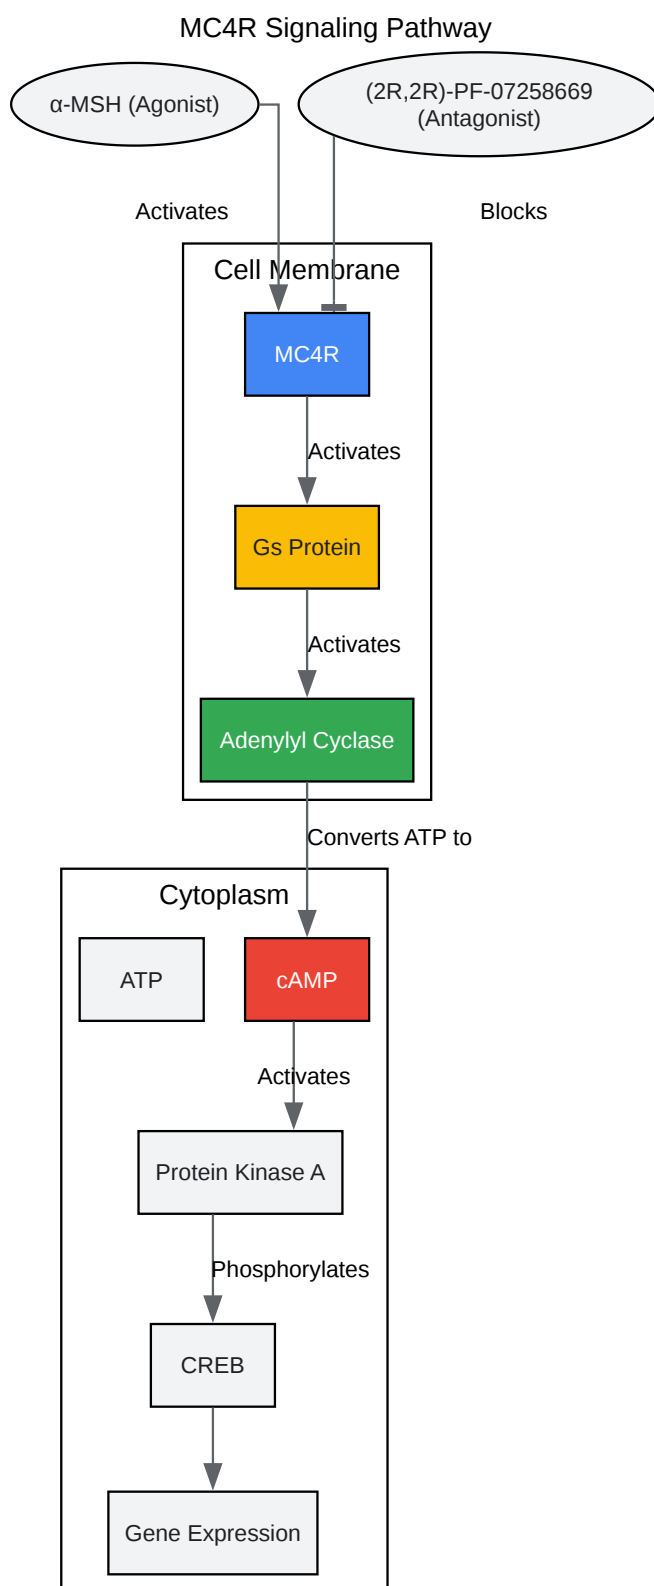 MC4R Signaling Pathway
α-MSH (Agonist)
(2R,2R)-PF-07258669
(Antagonist)
Activates
Blocks
Cell Membrane
MC4R
Activates
Gs Protein
Activates
Adenylyl Cyclase
Converts ATP to
Cytoplasm
ATP
cAMP
Activates
Protein Kinase A
Phosphorylates
CREB
Gene Expression